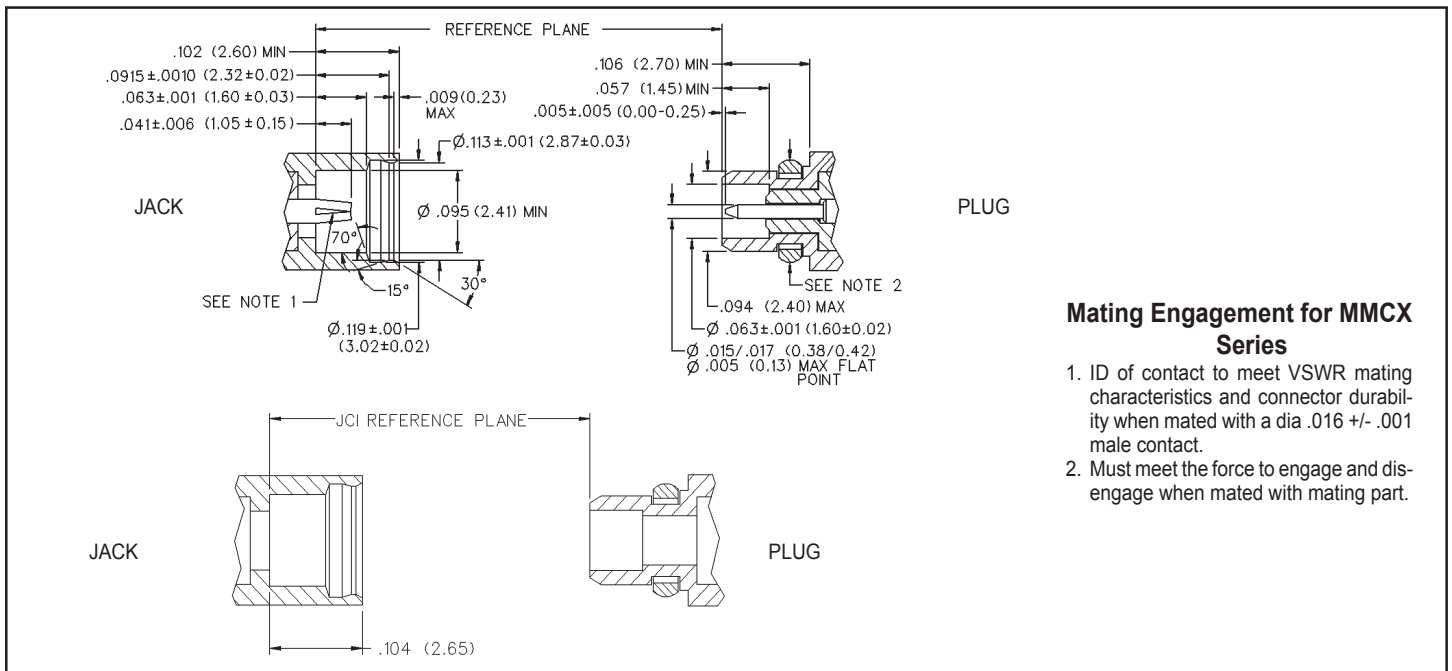 REFERENCE PLANE
.102 (2.60) MIN
.0915±.0010 (2.32±0.02)
.063±.001 (1.60±0.03)
.041±.006 (1.05±0.15)
.009(0.23)
MAX
Ø.113±.001 (2.87±0.03)
Ø .095 (2.41) MIN
JACK
70°
15°
30°
SEE NOTE 1
Ø.119±.001
(3.02±0.02)
.106 (2.70) MIN
.057 (1.45) MIN
.005±.005 (0.00-0.25)
PLUG
SEE NOTE 2
.094 (2.40) MAX
Ø .063±.001 (1.60±0.02)
Ø .015/.017 (0.38/0.42)
Ø .005 (0.13) MAX FLAT
POINT
Mating Engagement for MMCX
Series
1. ID of contact to meet VSWR mating
characteristics and connector durabil-
ity when mated with a dia .016 +/- .001
male contact.
2. Must meet the force to engage and dis-
engage when mated with mating part.
JCI REFERENCE PLANE
JACK
PLUG
.104 (2.65)